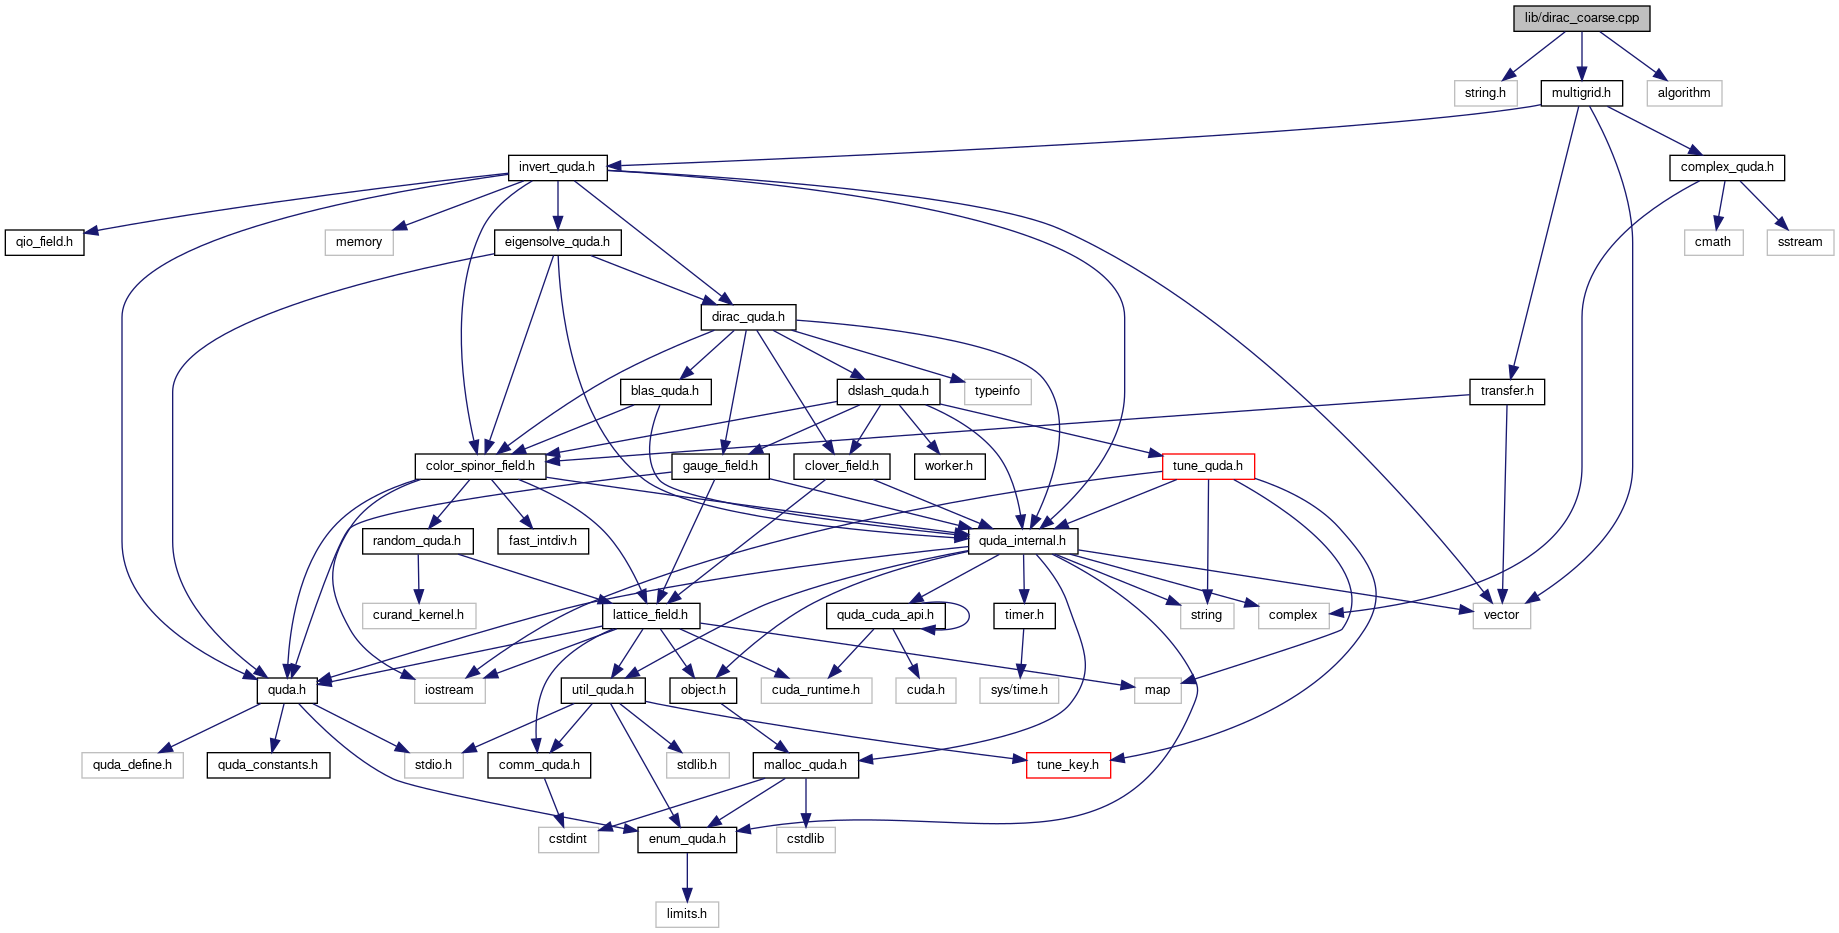 lib/dirac_coarse.cpp
string.h
multigrid.h
algorithm
invert_quda.h
complex_quda.h
qio_field.h
memory
eigensolve_quda.h
cmath
sstream
dirac_quda.h
blas_quda.h
dslash_quda.h
typeinfo
transfer.h
color_spinor_field.h
gauge_field.h
clover_field.h
worker.h
tune_quda.h
random_quda.h
fast_intdiv.h
quda_internal.h
curand_kernel.h
lattice_field.h
quda_cuda_api.h
timer.h
string
complex
vector
quda.h
iostream
util_quda.h
object.h
cuda_runtime.h
cuda.h
sys/time.h
map
quda_define.h
quda_constants.h
stdio.h
comm_quda.h
stdlib.h
malloc_quda.h
tune_key.h
cstdint
enum_quda.h
cstdlib
limits.h